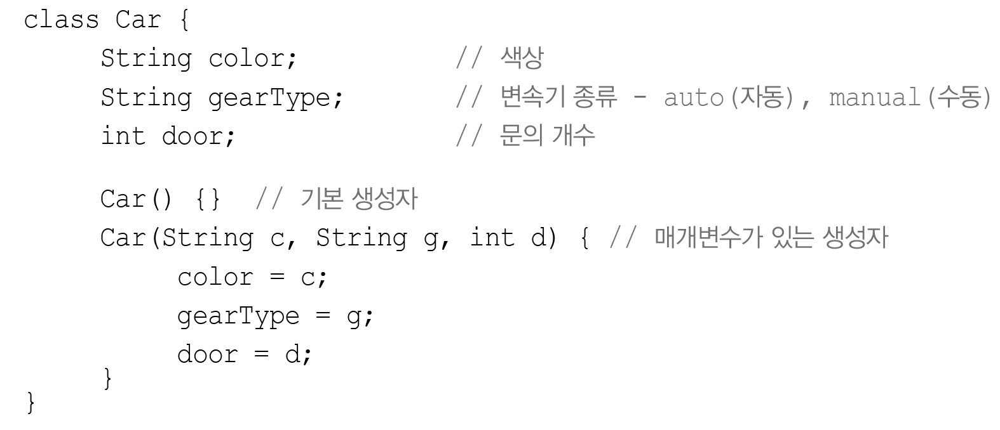 class Car {
String color; // 색상
String gearType; // 변속기 종류 - auto(자동), manual(수동)
int door; // 문의 개수
Car() {} // 기본 생성자
Car(String c, String g, int d) { // 매개변수가 있는 생성자
color = c;
gearType = g;
door = d;
}
}